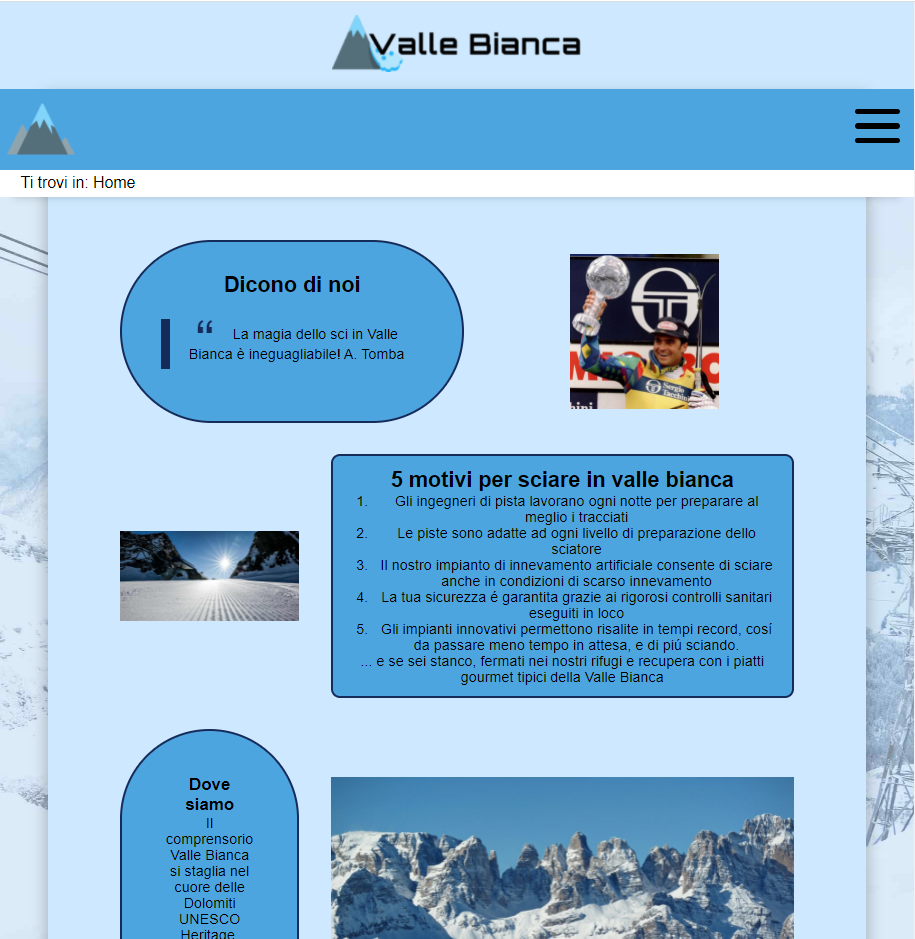 Valle Bianca
Ti trovi in: Home
Dicono di noi
“ La magia dello sci in Valle
Bianca è ineguagliabile! A. Tomba
Sergio
Tacchini
5 motivi per sciare in valle bianca
1. Gli ingegneri di pista lavorano ogni notte per preparare al
meglio i tracciati
2. Le piste sono adatte ad ogni livello di preparazione dello
sciatore
3. Il nostro impianto di innevamento artificiale consente di sciare
anche in condizioni di scarso innevamento
4. La tua sicurezza é garantita grazie ai rigorosi controlli sanitari
eseguiti in loco
5. Gli impianti innovativi permettono risalite in tempi record, cosí
da passare meno tempo in attesa, e di piú sciando.
... e se sei stanco, fermati nei nostri rifugi e recupera con i piatti
gourmet tipici della Valle Bianca
Dove
siamo
Il
comprensorio
Valle Bianca
si staglia nel
cuore delle
Dolomiti
UNESCO
Heritage